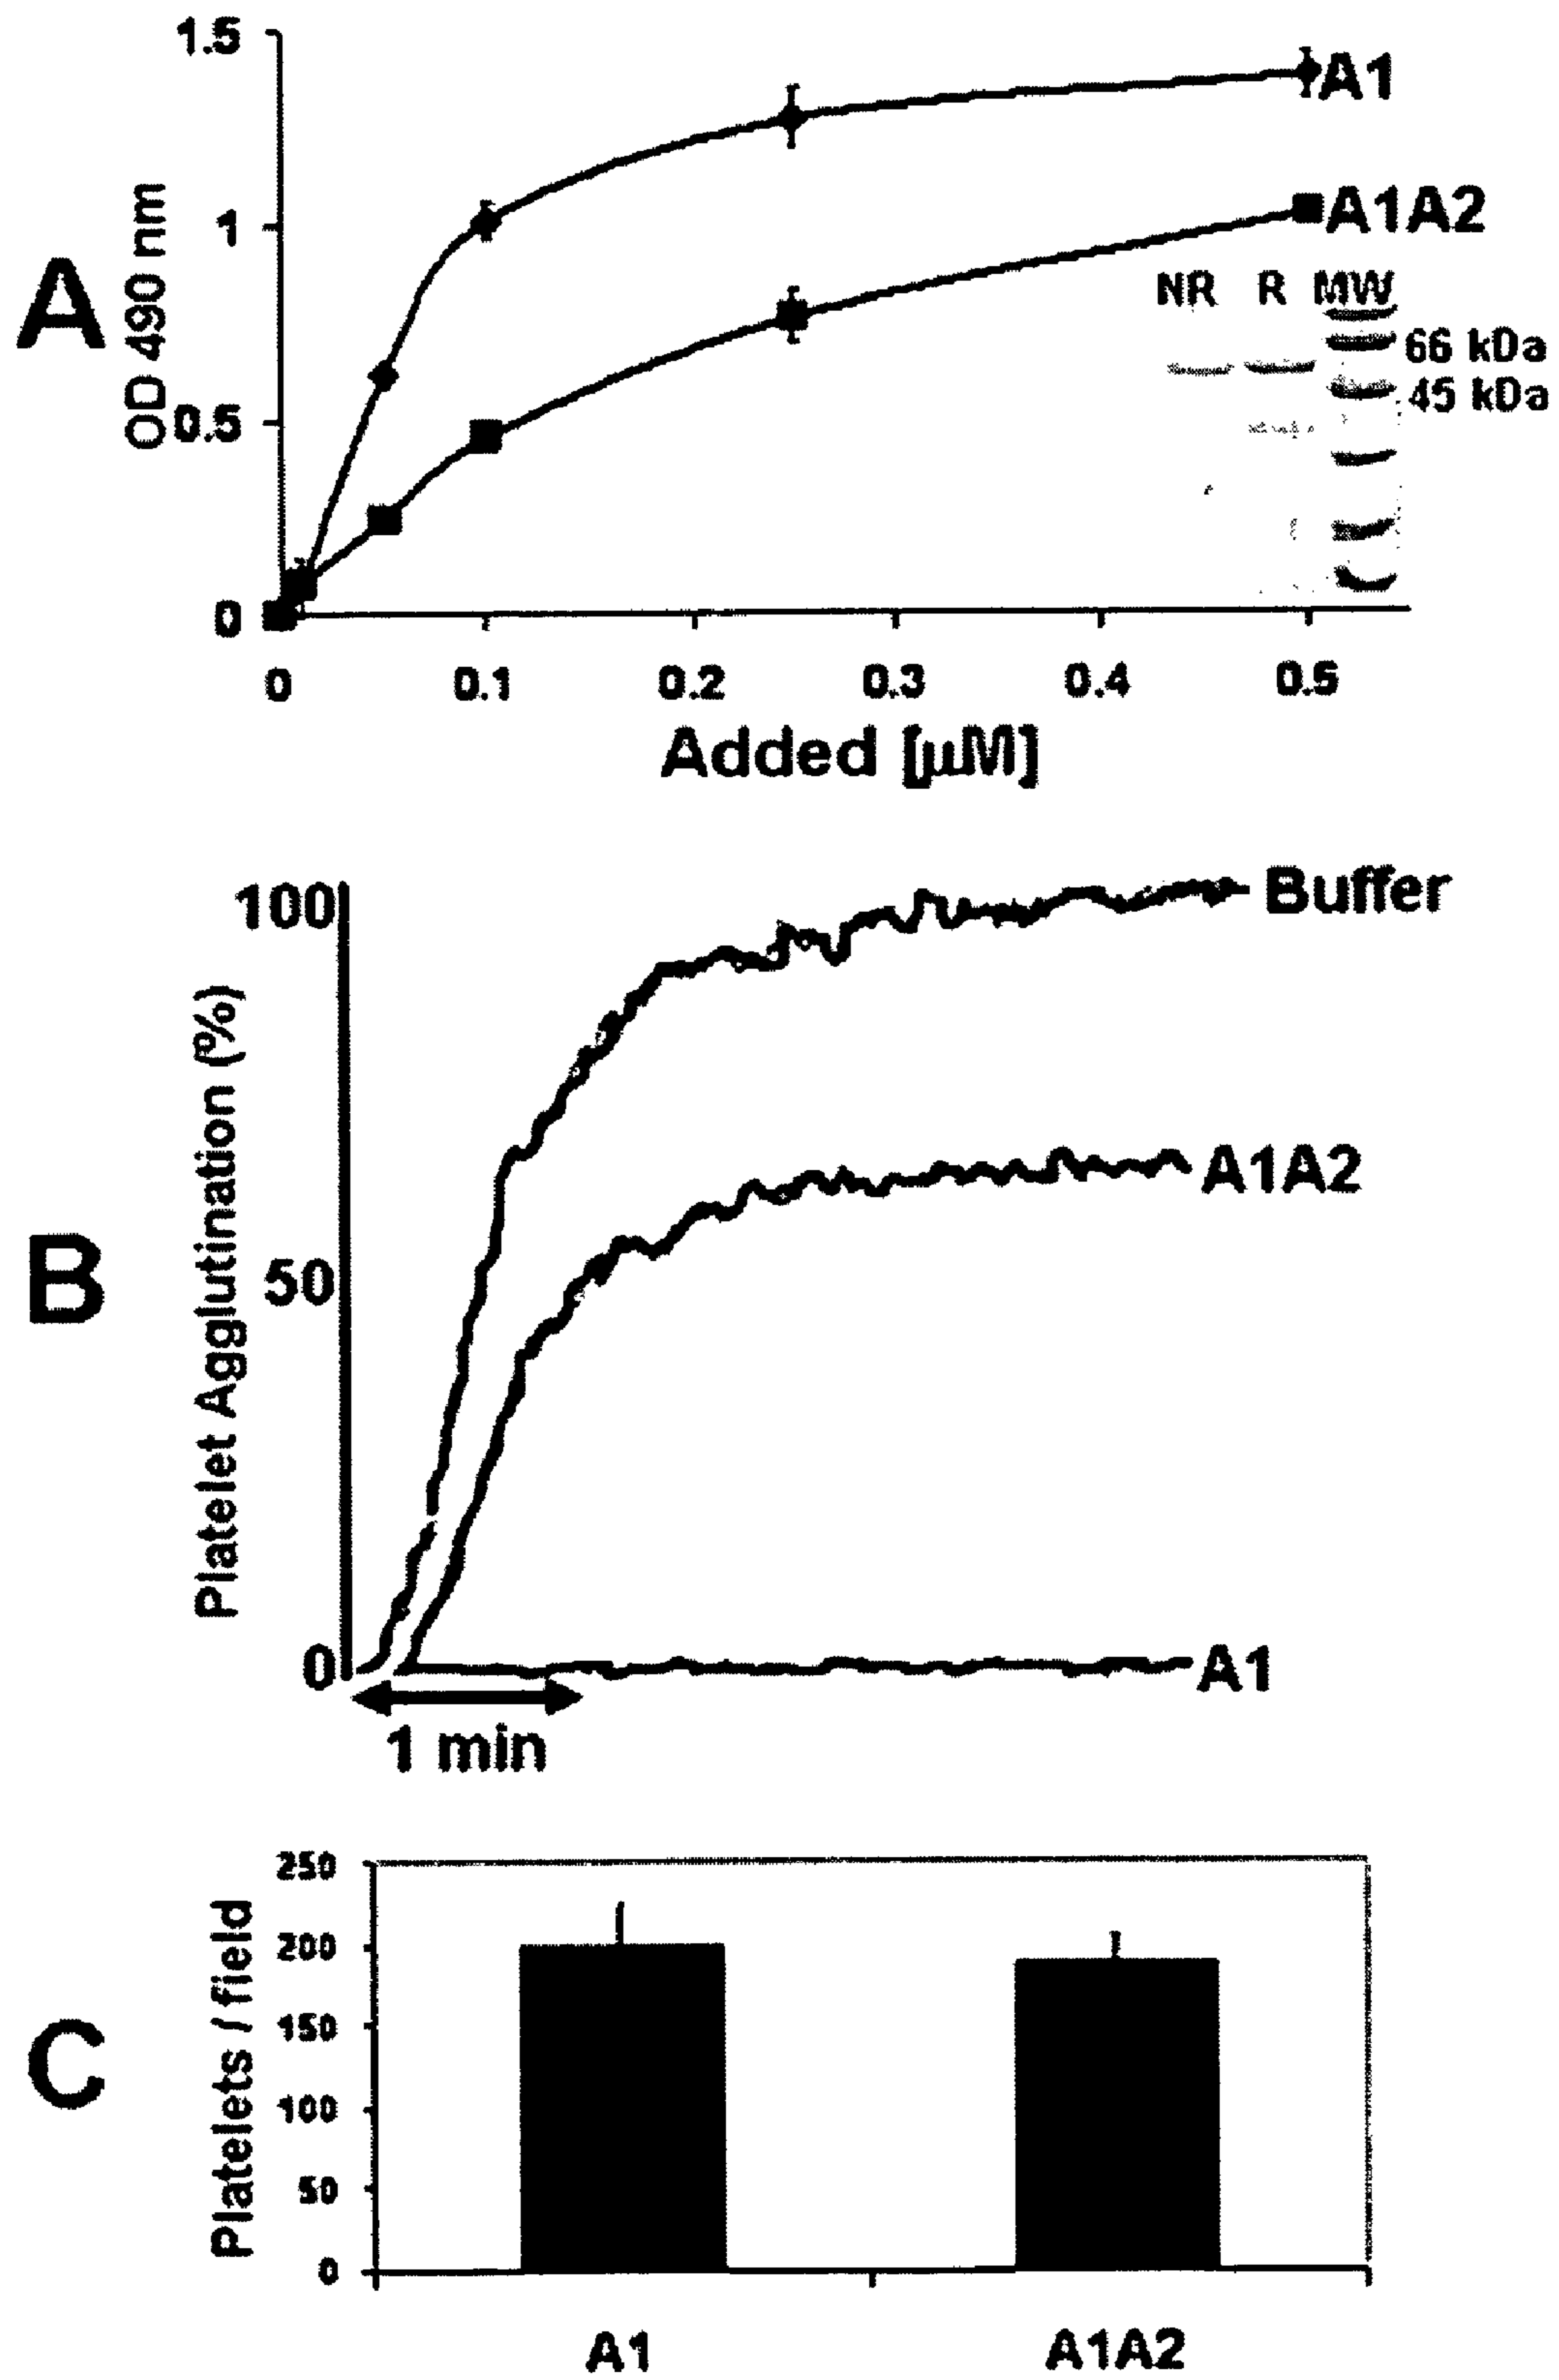 A
OD 490 nm
1.5
1
0.5
0
A1
A1A2
NR R MW
66 kDa
45 kDa
0 0.1 0.2 0.3 0.4 0.5
Added [µM]
B
Platelet Agglutination (%)
100
50
0
Buffer
A1A2
A1
1 min
C
Platelets / field
250
200
150
100
50
0
A1 A1A2